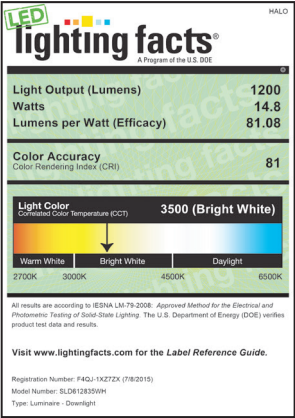 HALO
LED
lighting facts®
A Program of the U.S. DOE
Light Output (Lumens) 1200
Watts 14.8
Lumens per Watt (Efficacy) 81.08
Color Accuracy 81
Color Rendering Index (CRI)
Light Color 3500 (Bright White)
Correlated Color Temperature (CCT)
Warm White Bright White Daylight
2700K 3000K 4500K 6500K
All results are according to IESNA LM-79-2008: Approved Method for the Electrical and
Photometric Testing of Solid-State Lighting. The U.S. Department of Energy (DOE) verifies
product test data and results.
Visit www.lightingfacts.com for the Label Reference Guide.
Registration Number: F4QJ-1XZ7ZX (7/8/2015)
Model Number: SLD612835WH
Type: Luminaire - Downlight